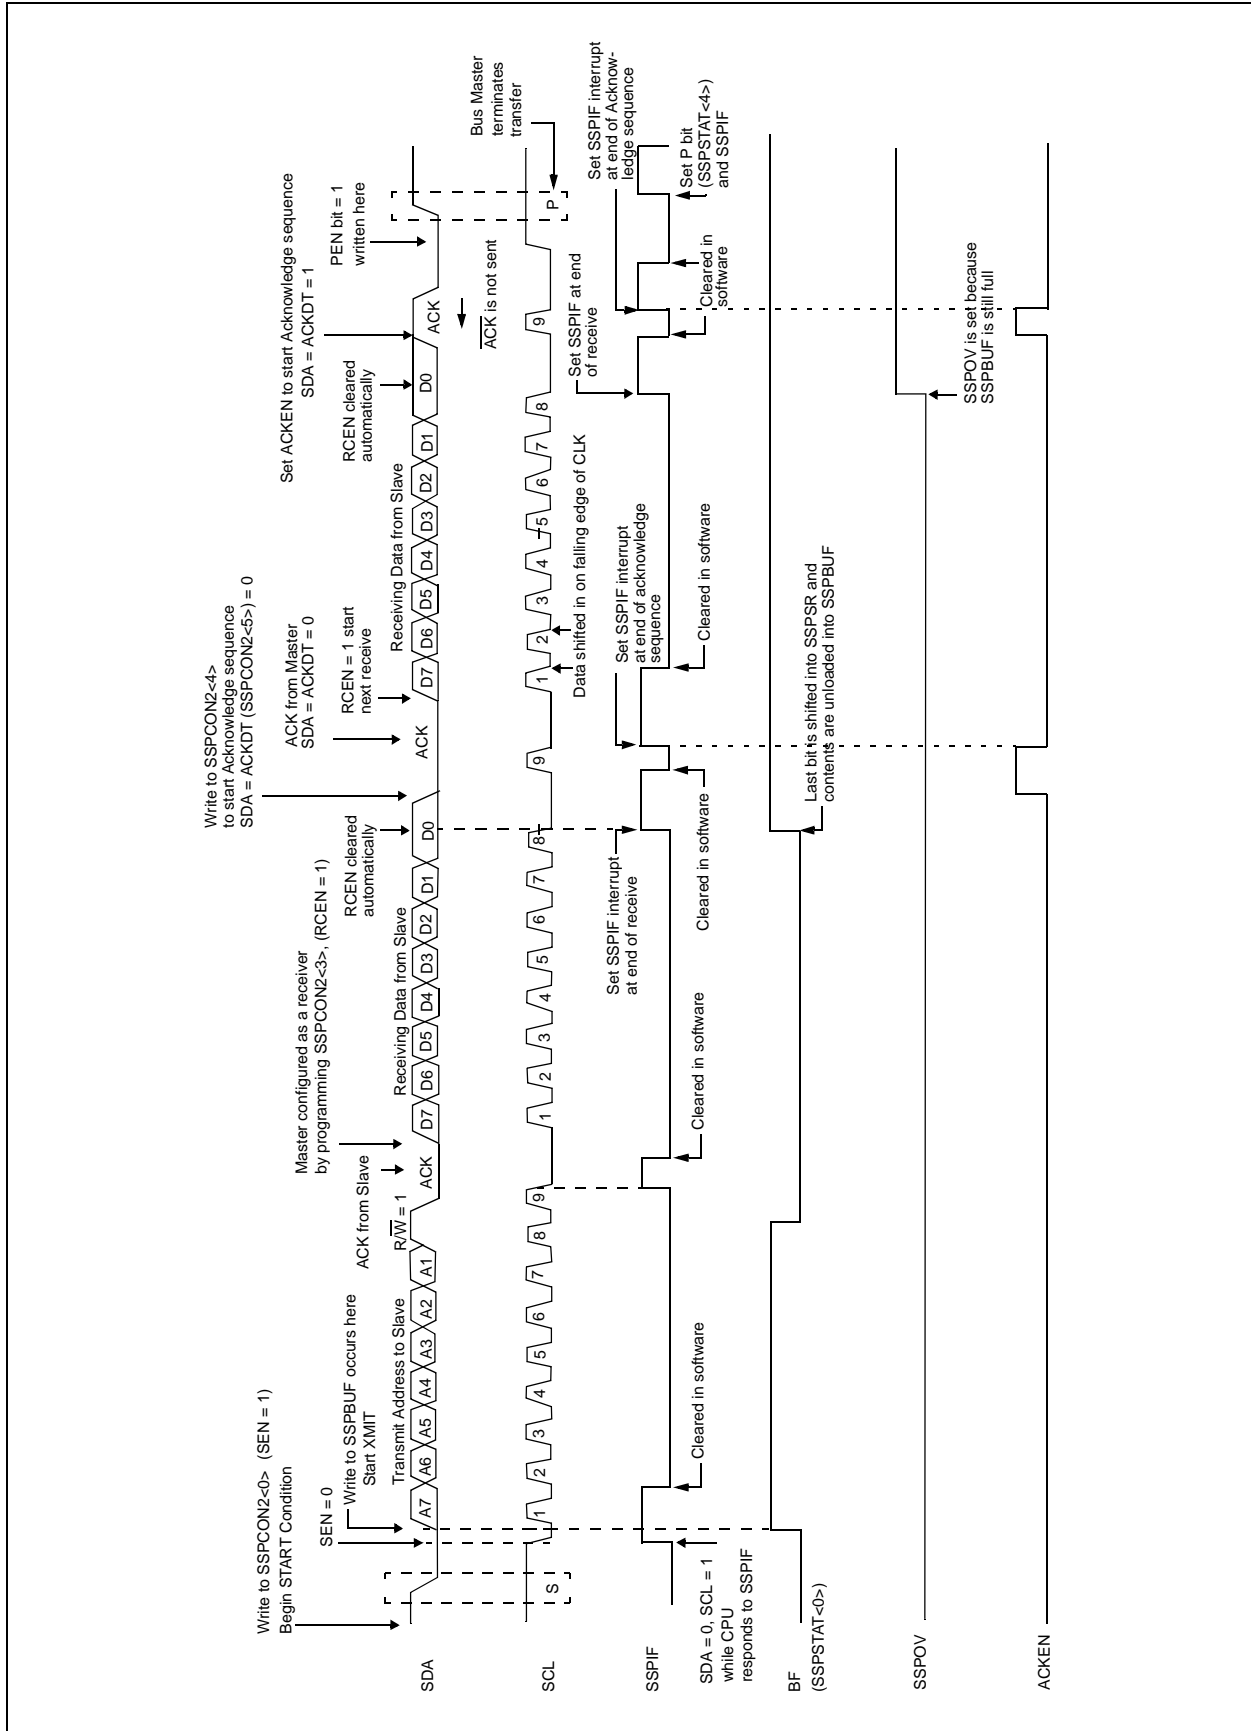 Write to SSPCON2<0> (SEN = 1)
Begin START Condition
SEN = 0
Write to SSPBUF occurs here
Start XMIT
Transmit Address to Slave
ACK from Slave
R/W = 1
Master configured as a receiver
by programming SSPCON2<3>, (RCEN = 1)
Receiving Data from Slave
RCEN cleared
automatically
Write to SSPCON2<4>
to start Acknowledge sequence
SDA = ACKDT (SSPCON2<5>) = 0
ACK from Master
SDA = ACKDT = 0
RCEN = 1 start
next receive
Receiving Data from Slave
RCEN cleared
automatically
Set ACKEN to start Acknowledge sequence
SDA = ACKDT = 1
PEN bit = 1
written here
SDA
A7 A6 A5 A4 A3 A2 A1 ACK D7 D6 D5 D4 D3 D2 D1 D0 ACK D7 D6 D5 D4 D3 D2 D1 D0 ACK
ACK is not sent
Bus Master
terminates
transfer
SCL
S 1 2 3 4 5 6 7 8 9 1 2 3 4 5 6 7 8 9 1 2 3 4 5 6 7 8 9 P
Data shifted in on falling edge of CLK
Set SSPIF interrupt
at end of receive
Set SSPIF interrupt
at end of acknowledge
sequence
Set SSPIF at end
of receive
Set SSPIF interrupt
at end of Acknow-
ledge sequence
SSPIF
SDA = 0, SCL = 1
while CPU
responds to SSPIF
Cleared in software
Cleared in software
Cleared in software
Cleared in software
Cleared in software
Cleared in
software
Set P bit
(SSPSTAT<4>)
and SSPIF
BF
(SSPSTAT<0>)
Last bit is shifted into SSPSR and
contents are unloaded into SSPBUF
SSPOV
SSPOV is set because
SSPBUF is still full
ACKEN